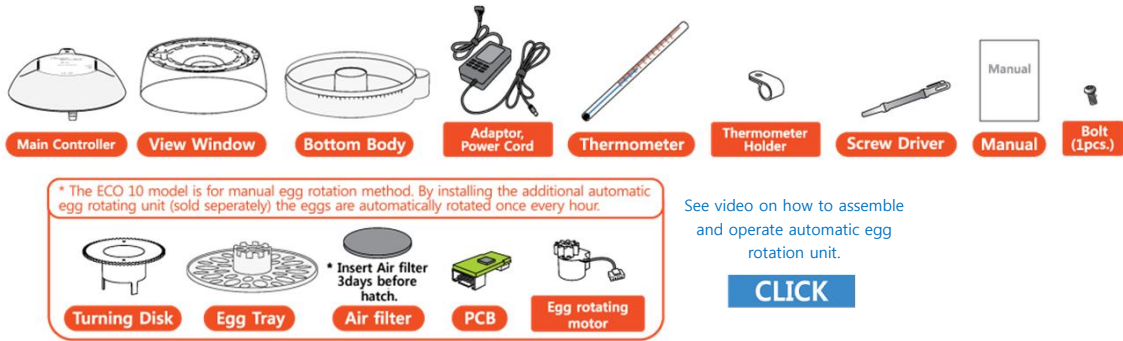 Manual
Main Controller
View Window
Bottom Body
Adaptor,
Power Cord
Thermometer
Thermometer
Holder
Screw Driver
Manual
Bolt
(1pcs.)
* The ECO 10 model is for manual egg rotation method. By installing the additional automatic
egg rotating unit (sold seperately) the eggs are automatically rotated once every hour.
* Insert Air filter
3days before
hatch.
Turning Disk
Egg Tray
Air filter
PCB
Egg rotating
motor
See video on how to assemble
and operate automatic egg
rotation unit.
CLICK